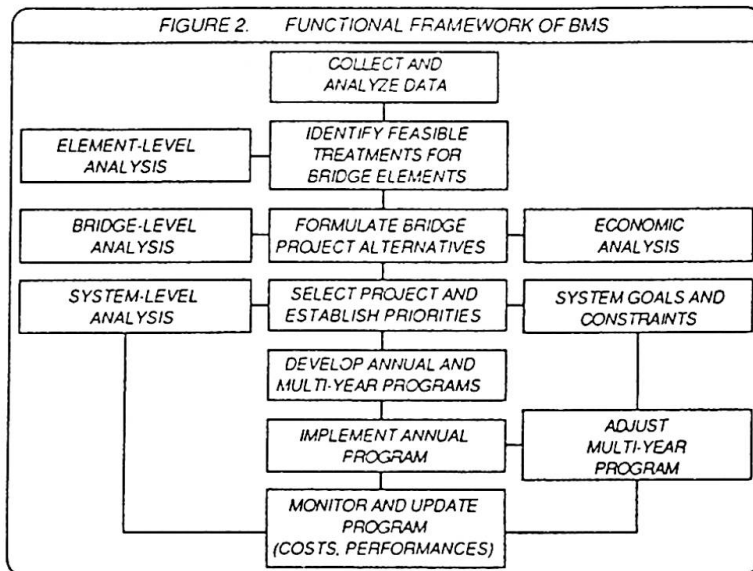 FIGURE 2. FUNCTIONAL FRAMEWORK OF BMS
COLLECT AND
ANALYZE DATA
ELEMENT-LEVEL
ANALYSIS
IDENTIFY FEASIBLE
TREATMENTS FOR
BRIDGE ELEMENTS
BRIDGE-LEVEL
ANALYSIS
FORMULATE BRIDGE
PROJECT ALTERNATIVES
ECONOMIC
ANALYSIS
SYSTEM-LEVEL
ANALYSIS
SELECT PROJECT AND
ESTABLISH PRIORITIES
SYSTEM GOALS AND
CONSTRAINTS
DEVELOP ANNUAL AND
MULTI-YEAR PROGRAMS
IMPLEMENT ANNUAL
PROGRAM
ADJUST
MULTI-YEAR
PROGRAM
MONITOR AND UPDATE
PROGRAM
(COSTS, PERFORMANCES)